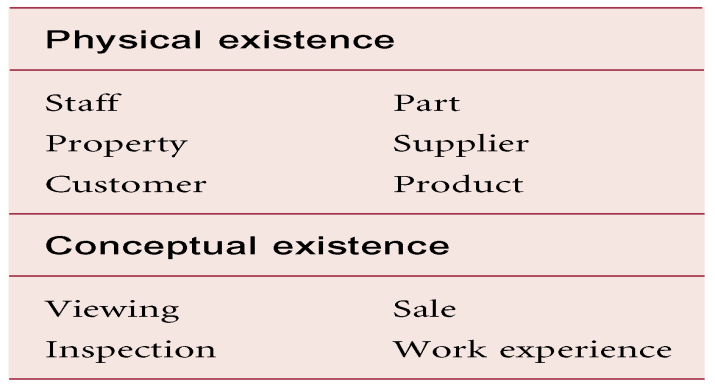 Physical existence
Staff Part
Property Supplier
Customer Product
Conceptual existence
Viewing Sale
Inspection Work experience